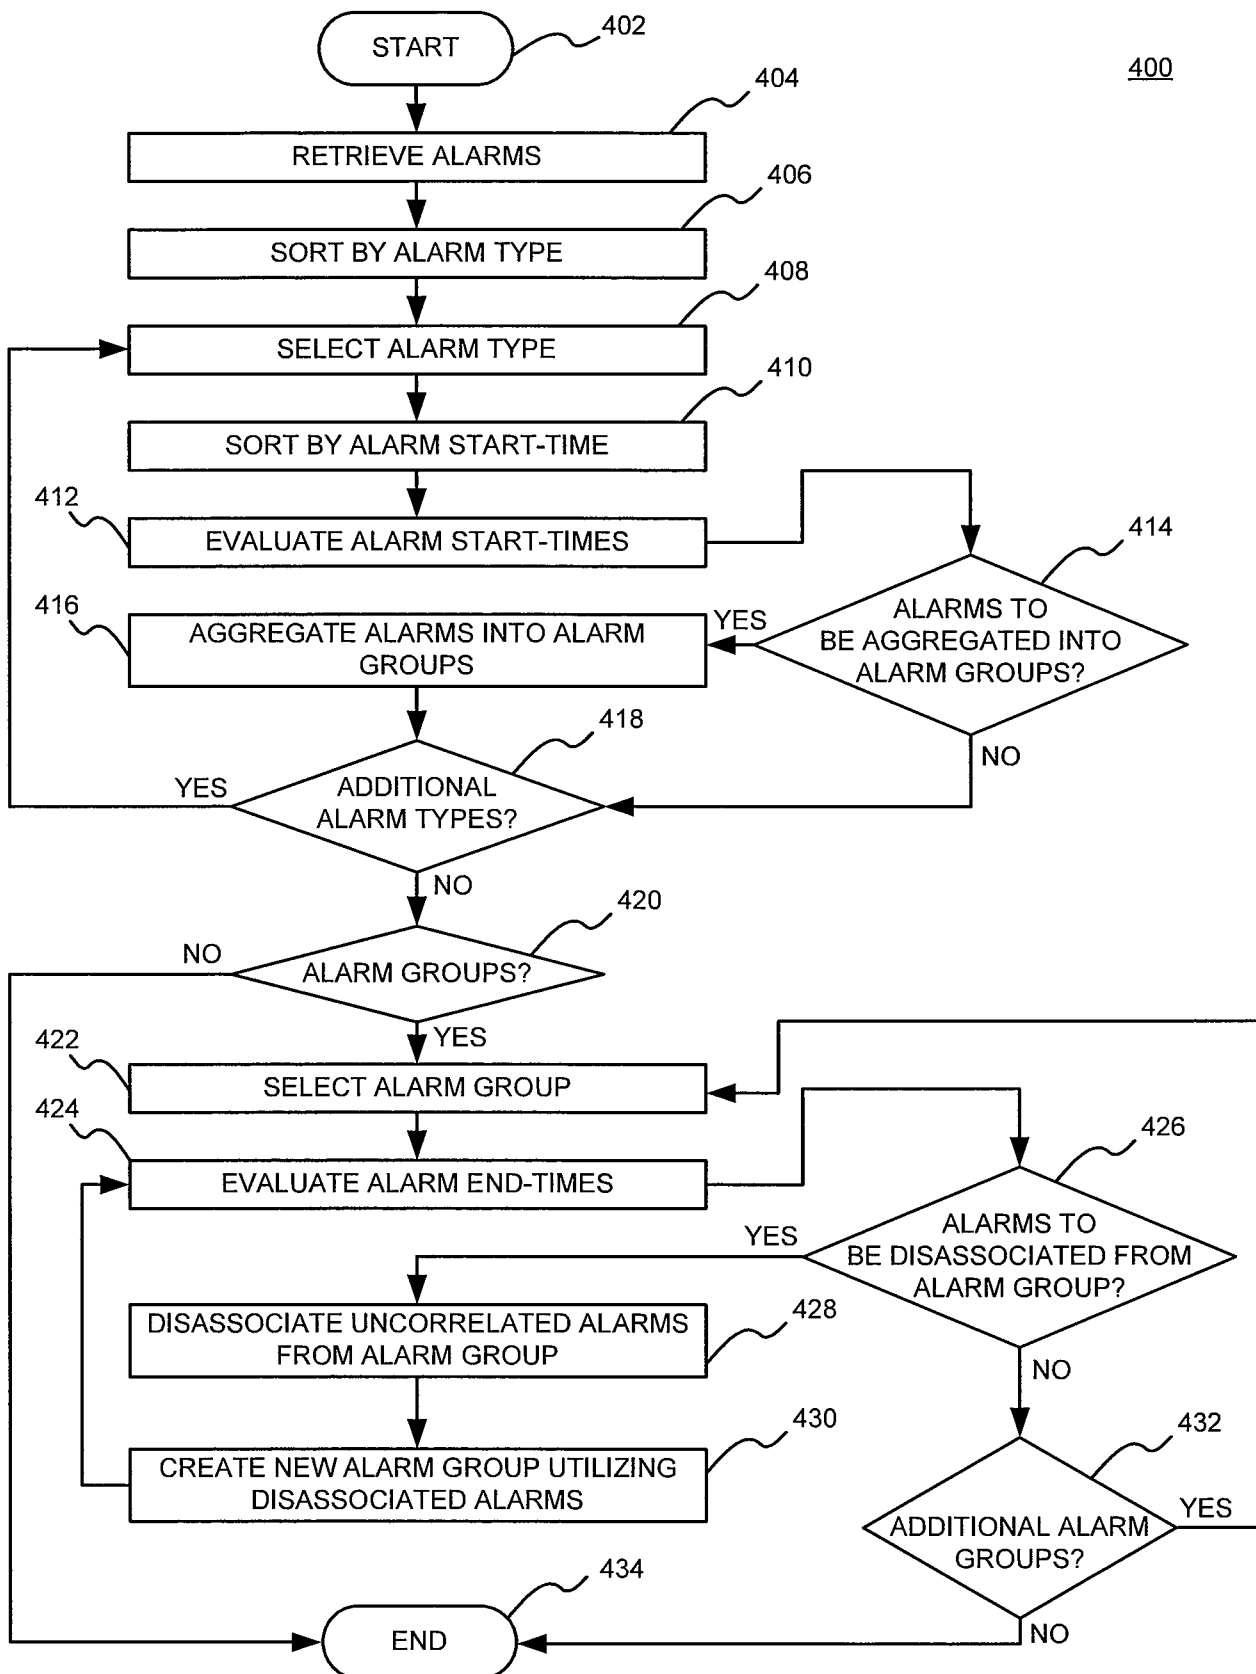 START
402
400
404
RETRIEVE ALARMS
406
SORT BY ALARM TYPE
408
SELECT ALARM TYPE
410
SORT BY ALARM START-TIME
412
EVALUATE ALARM START-TIMES
414
ALARMS TO
BE AGGREGATED INTO
ALARM GROUPS?
YES
416
AGGREGATE ALARMS INTO ALARM
GROUPS
NO
418
ADDITIONAL
ALARM TYPES?
YES
NO
420
ALARM GROUPS?
NO
YES
422
SELECT ALARM GROUP
424
EVALUATE ALARM END-TIMES
426
ALARMS TO
BE DISASSOCIATED FROM
ALARM GROUP?
YES
428
DISASSOCIATE UNCORRELATED ALARMS
FROM ALARM GROUP
NO
430
CREATE NEW ALARM GROUP UTILIZING
DISASSOCIATED ALARMS
432
ADDITIONAL ALARM
GROUPS?
YES
NO
434
END